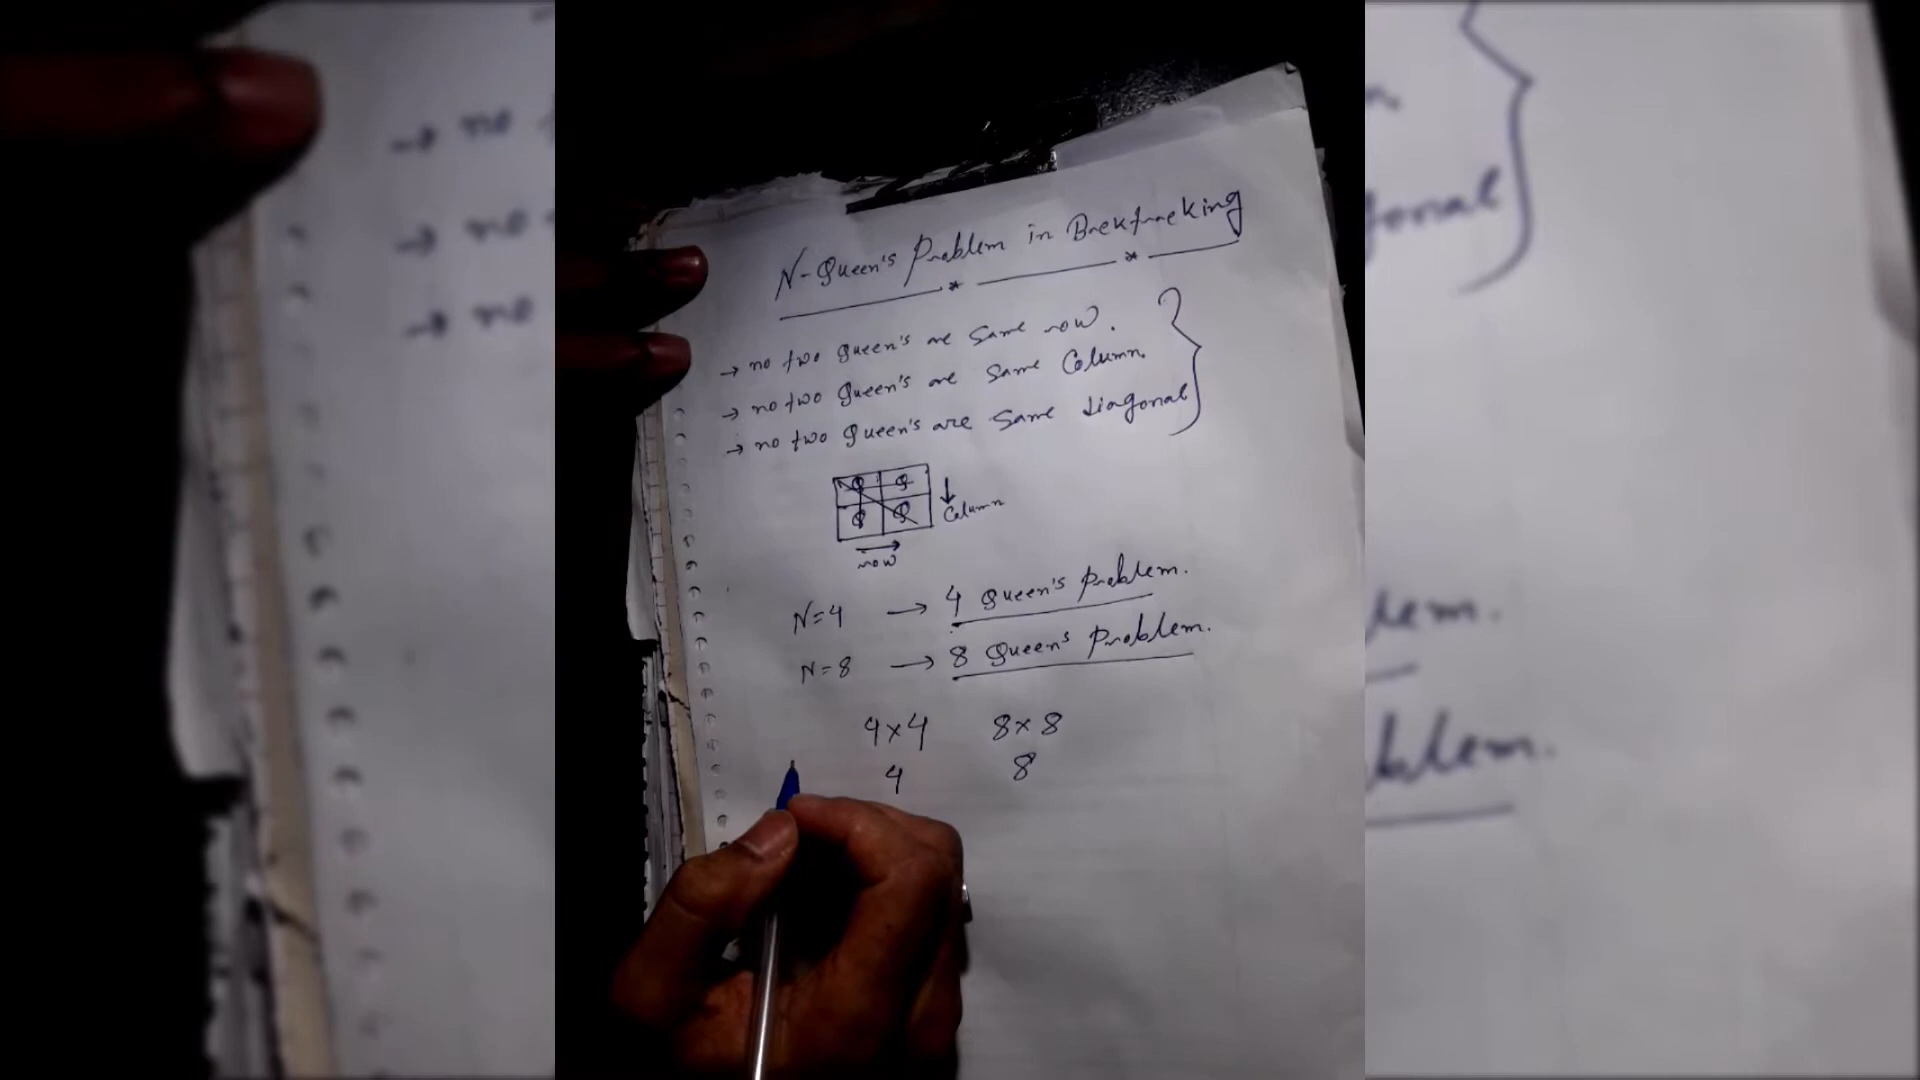 N-Queen's Problem in Backtracking
→ no two Queen's are Same row.
→ no two Queen's are Same Column.
→ no two Queen's are Same diagonal
Q Q
Q Q
↓ Column
→ row
N=4 → 4 Queen's Problem.
N=8 → 8 Queen's Problem.
4×4 8×8
4 8